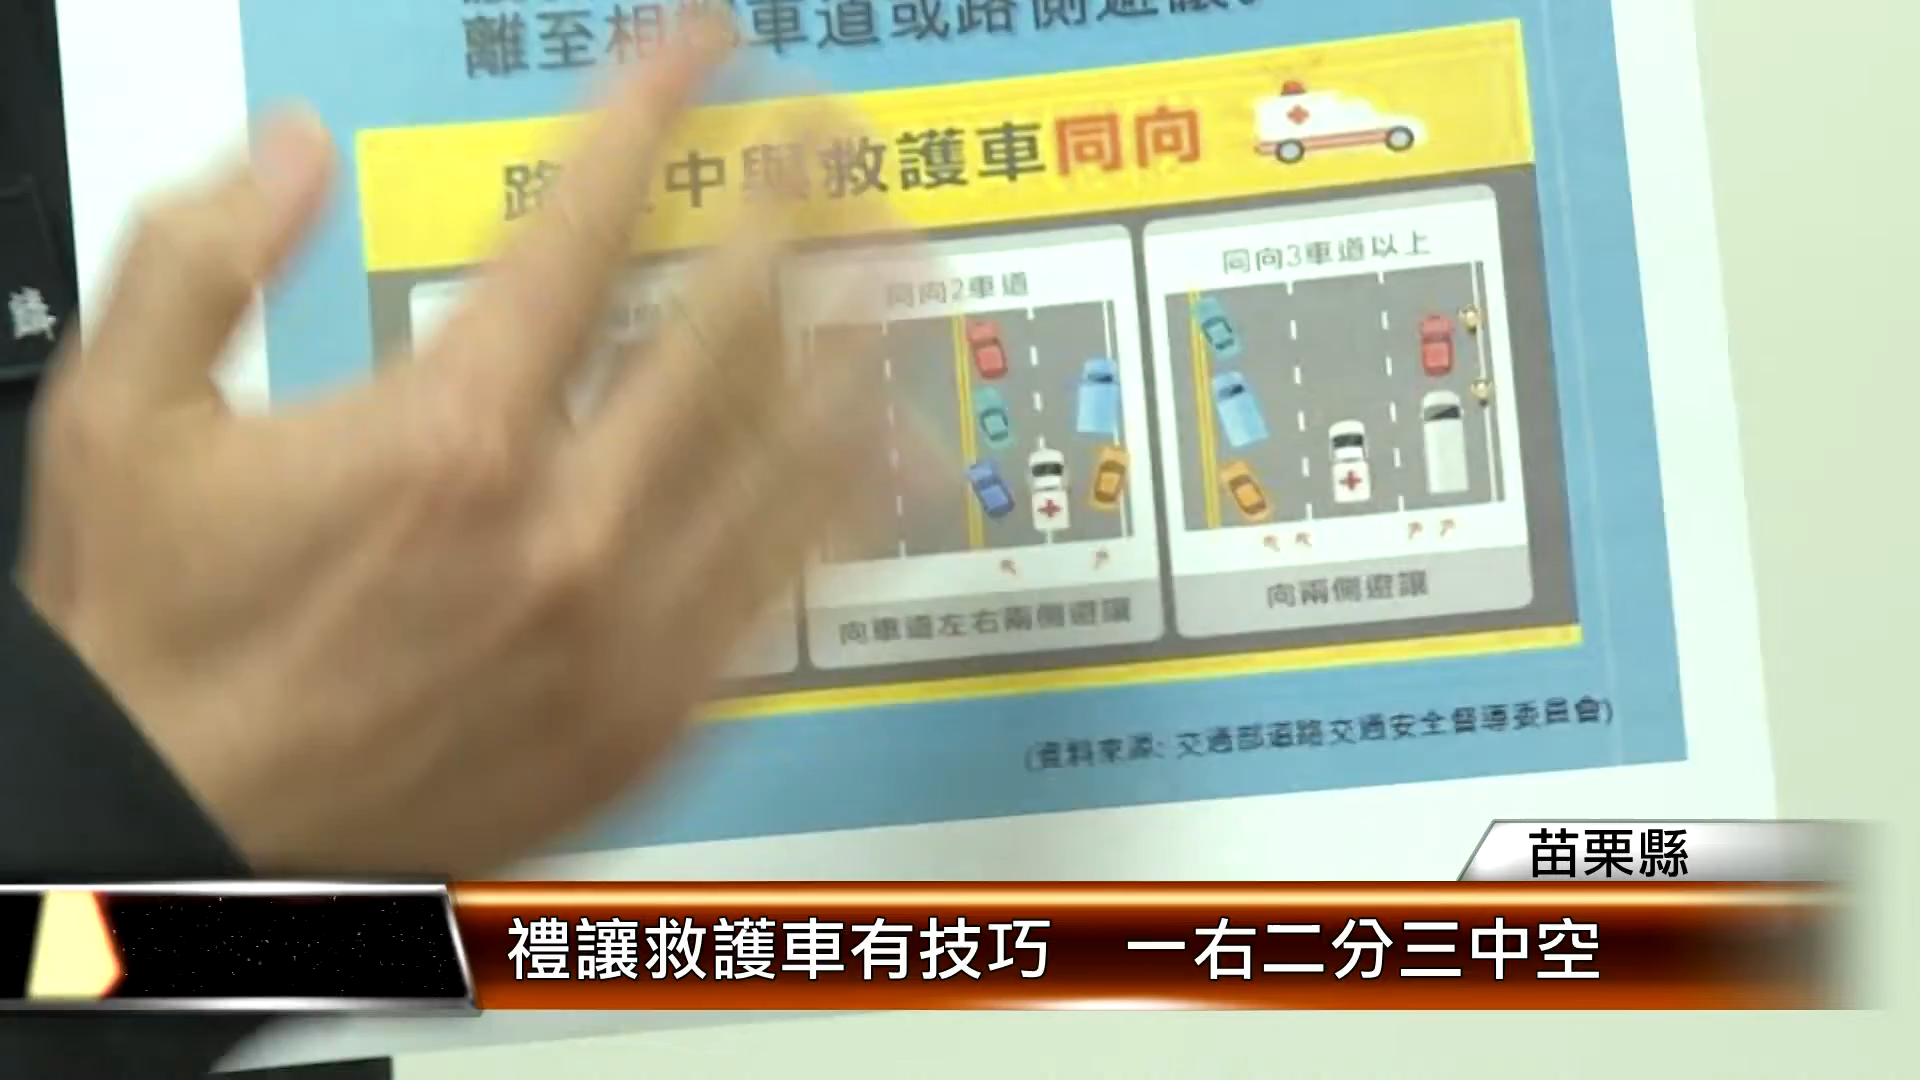 離至相鄰車道或路側避讓。
路 中與救護車同向
同向2車道
同向3車道以上
向車道左右兩側避讓
向兩側避讓
(資料來源: 交通部道路交通安全督導委員會)
苗栗縣
禮讓救護車有技巧　一右二分三中空